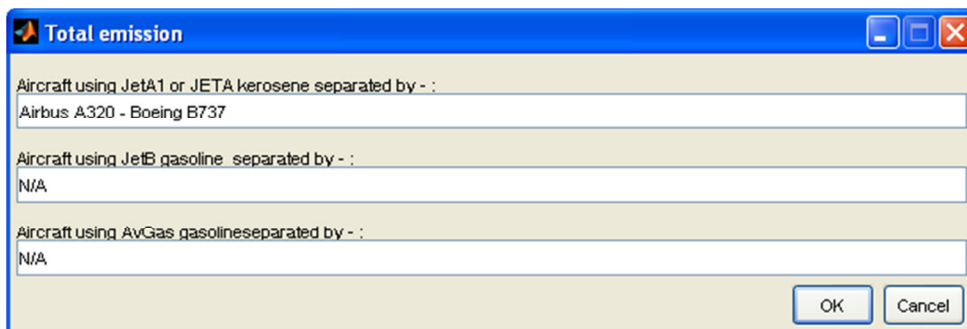 Total emission
Aircraft using JetA1 or JETA kerosene separated by - :
Airbus A320 - Boeing B737
Aircraft using JetB gasoline  separated by - :
N/A
Aircraft using AvGas gasolineseparated by - :
N/A
OK Cancel